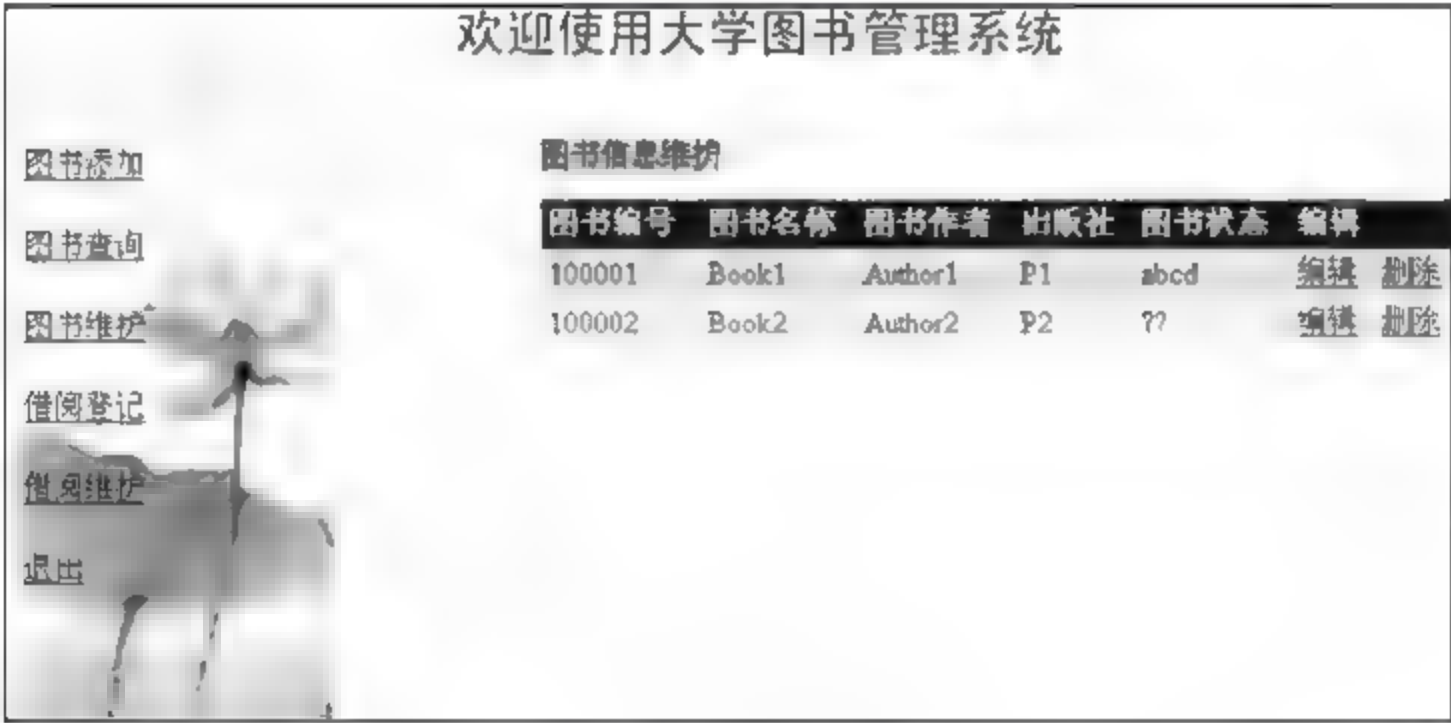 欢迎使用大学图书管理系统
图书添加
图书查询
图书维护
借阅登记
借阅维护
退出
图书信息维护
图书编号 图书名称 图书作者 出版社 图书状态 编辑
100001 Book1 Author1 P1 abcd 编辑 删除
100002 Book2 Author2 P2 ?? 编辑 删除